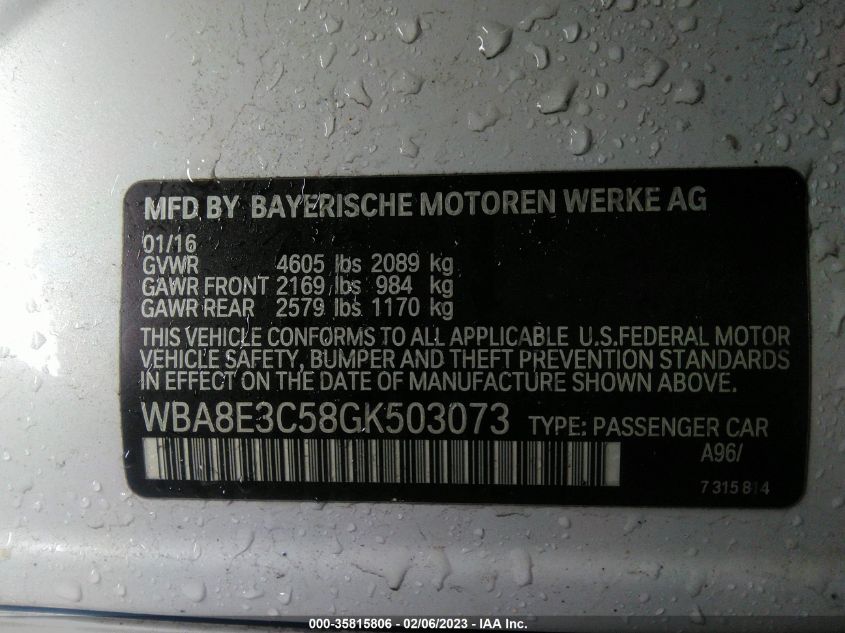 MFD BY BAYERISCHE MOTOREN WERKE AG
01/16
GVWR 4605 lbs 2089 kg
GAWR FRONT 2169 lbs 984 kg
GAWR REAR 2579 lbs 1170 kg
THIS VEHICLE CONFORMS TO ALL APPLICABLE U.S.FEDERAL MOTOR
VEHICLE SAFETY, BUMPER AND THEFT PREVENTION STANDARDS
IN EFFECT ON THE DATE OF MANUFACTURE SHOWN ABOVE.
WBA8E3C58GK503073 TYPE: PASSENGER CAR
A96/
7 315 814
000-35815806 - 02/06/2023 - IAA Inc.